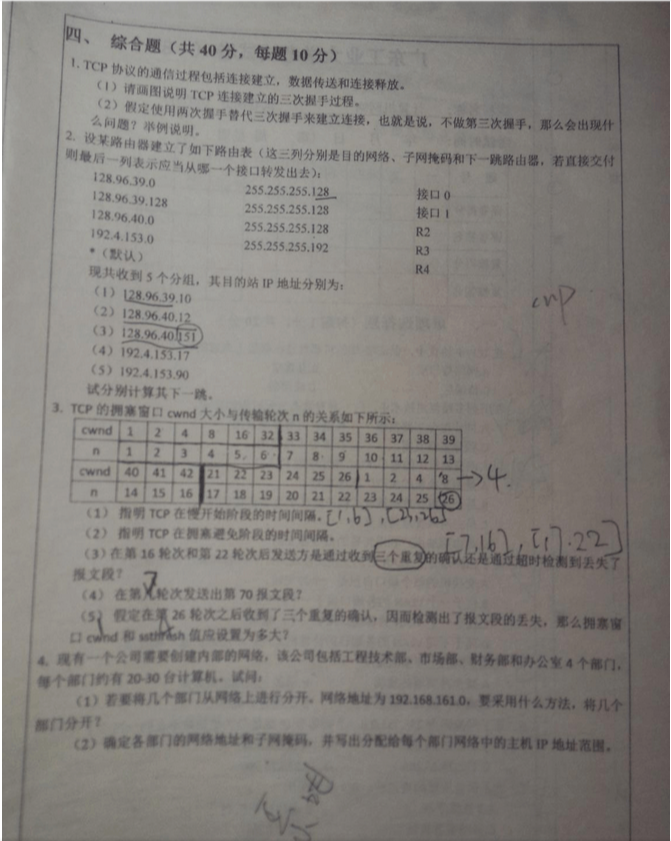 四、 综合题（共 40 分，每题 10 分）
1. TCP 协议的通信过程包括连接建立，数据传送和连接释放。
（1）请画图说明 TCP 连接建立的三次握手过程。
（2）假定使用两次握手替代三次握手来建立连接，也就是说，不做第三次握手，那么会出现什
么问题？举例说明。
2. 设某路由器建立了如下路由表（这三列分别是目的网络、子网掩码和下一跳路由器，若直接交付
则最后一列表示应当从哪一个接口转发出去）：
128.96.39.0 255.255.255.128 接口 0
128.96.39.128 255.255.255.128 接口 1
128.96.40.0 255.255.255.128 R2
192.4.153.0 255.255.255.192 R3
*（默认） R4
现共收到 5 个分组，其目的站 IP 地址分别为：
（1）128.96.39.10
（2）128.96.40.12
（3）128.96.40.151
（4）192.4.153.17
（5）192.4.153.90
试分别计算其下一跳。
3. TCP 的拥塞窗口 cwnd 大小与传输轮次 n 的关系如下所示：
cwnd 1 2 4 8 16 32 33 34 35 36 37 38 39
n 1 2 3 4 5 6 7 8 9 10 11 12 13
cwnd 40 41 42 21 22 23 24 25 26 1 2 4 8 →4.
n 14 15 16 17 18 19 20 21 22 23 24 25 26
（1） 指明 TCP 在慢开始阶段的时间间隔。[1,6],[23,26]
（2） 指明 TCP 在拥塞避免阶段的时间间隔。[7,16],[17.22]
（3）在第 16 轮次和第 22 轮次后发送方是通过收到三个重复的确认还是通过超时检测到丢失了
报文段？
（4） 在第几轮次发送出第 70 报文段？ 7
（5） 假定在第 26 轮次之后收到了三个重复的确认，因而检测出了报文段的丢失，那么拥塞窗
口 cwnd 和 ssthresh 值应设置为多大？
4. 现有一个公司需要创建内部的网络，该公司包括工程技术部、市场部、财务部和办公室 4 个部门，
每个部门约有 20-30 台计算机。试问：
（1）若要将几个部门从网络上进行分开。网络地址为 192.168.161.0，要采用什么方法，将几个
部门分开？
（2）确定各部门的网络地址和子网掩码，并写出分配给每个部门网络中的主机 IP 地址范围。